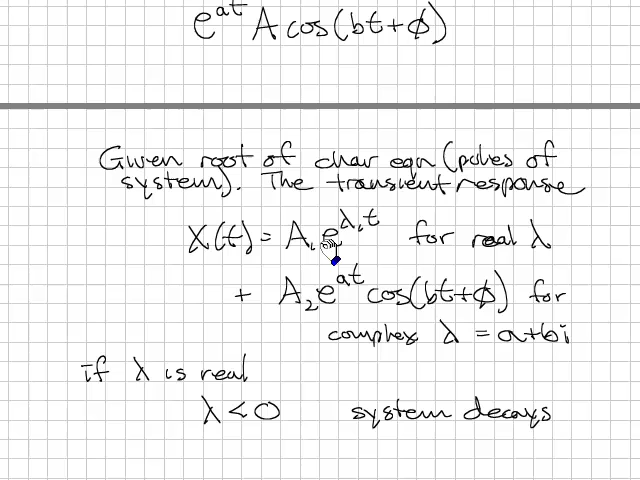 e^at A cos(bt+ϕ)
Given root of char eqn (poles of
system). The transient response
X(t) = A₁e^λ₁t for real λ
+ A₂e^at cos(bt+ϕ) for
complex λ = a+bi
if λ is real
λ < 0 system decays